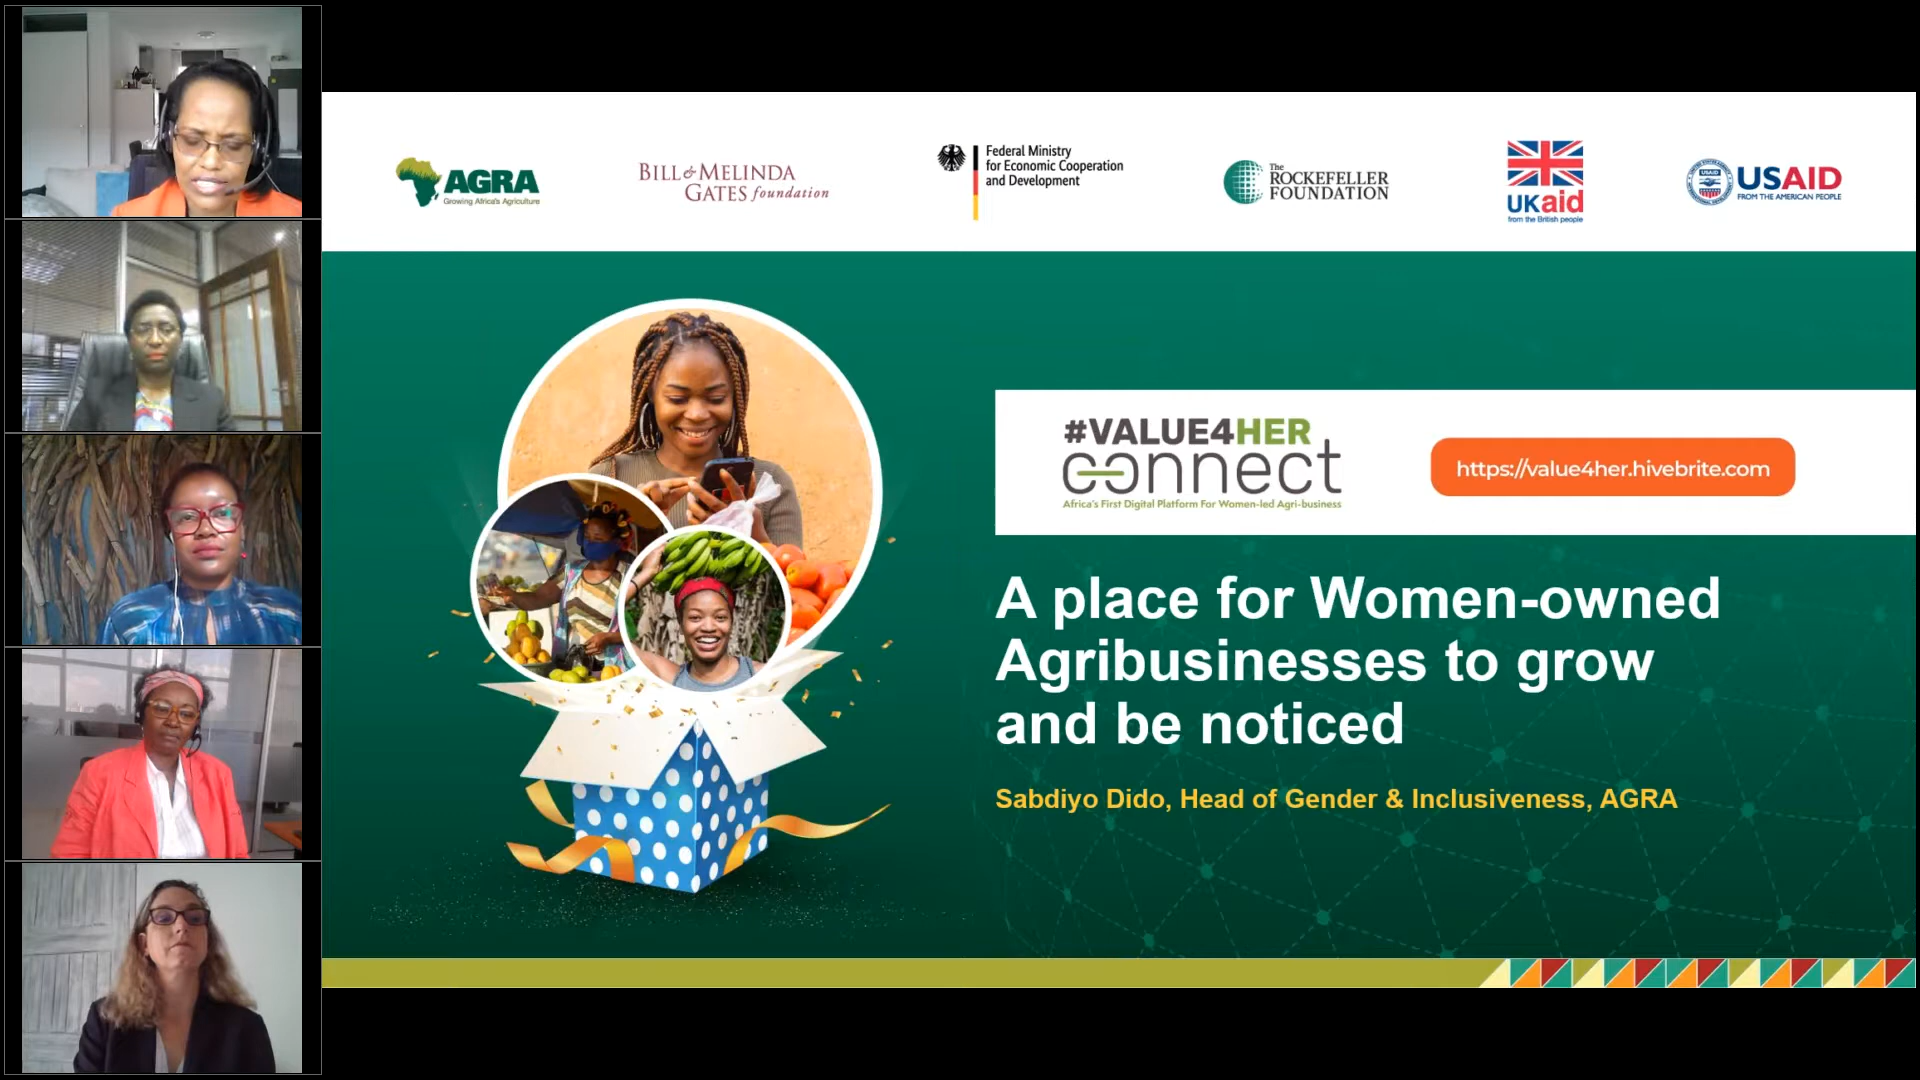 AGRA
Growing Africa's Agriculture
BILL & MELINDA
GATES foundation
Federal Ministry
for Economic Cooperation
and Development
The
ROCKEFELLER
FOUNDATION
UKaid
from the British people
USAID
USAID
FROM THE AMERICAN PEOPLE
#VALUE4HER
connect
Africa's First Digital Platform For Women-led Agri-business
https://value4her.hivebrite.com
A place for Women-owned
Agribusinesses to grow
and be noticed
Sabdiyo Dido, Head of Gender & Inclusiveness, AGRA